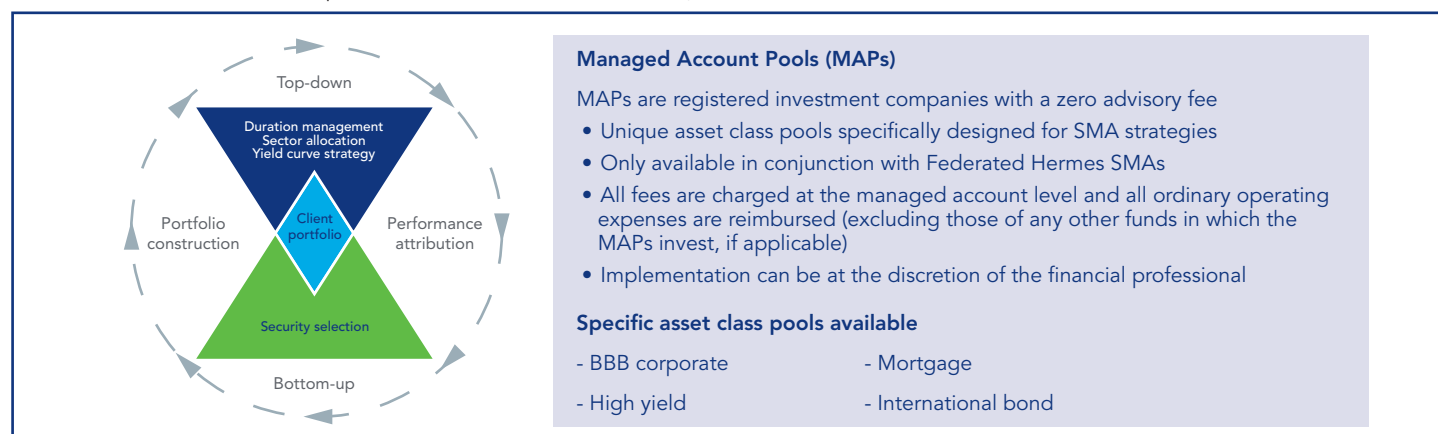 Top-down
Duration management
Sector allocation
Yield curve strategy
Portfolio
construction
Client
portfolio
Performance
attribution
Security selection
Bottom-up
Managed Account Pools (MAPs)
MAPs are registered investment companies with a zero advisory fee
• Unique asset class pools specifically designed for SMA strategies
• Only available in conjunction with Federated Hermes SMAs
• All fees are charged at the managed account level and all ordinary operating
expenses are reimbursed (excluding those of any other funds in which the
MAPs invest, if applicable)
• Implementation can be at the discretion of the financial professional
Specific asset class pools available
- BBB corporate
- Mortgage
- High yield
- International bond